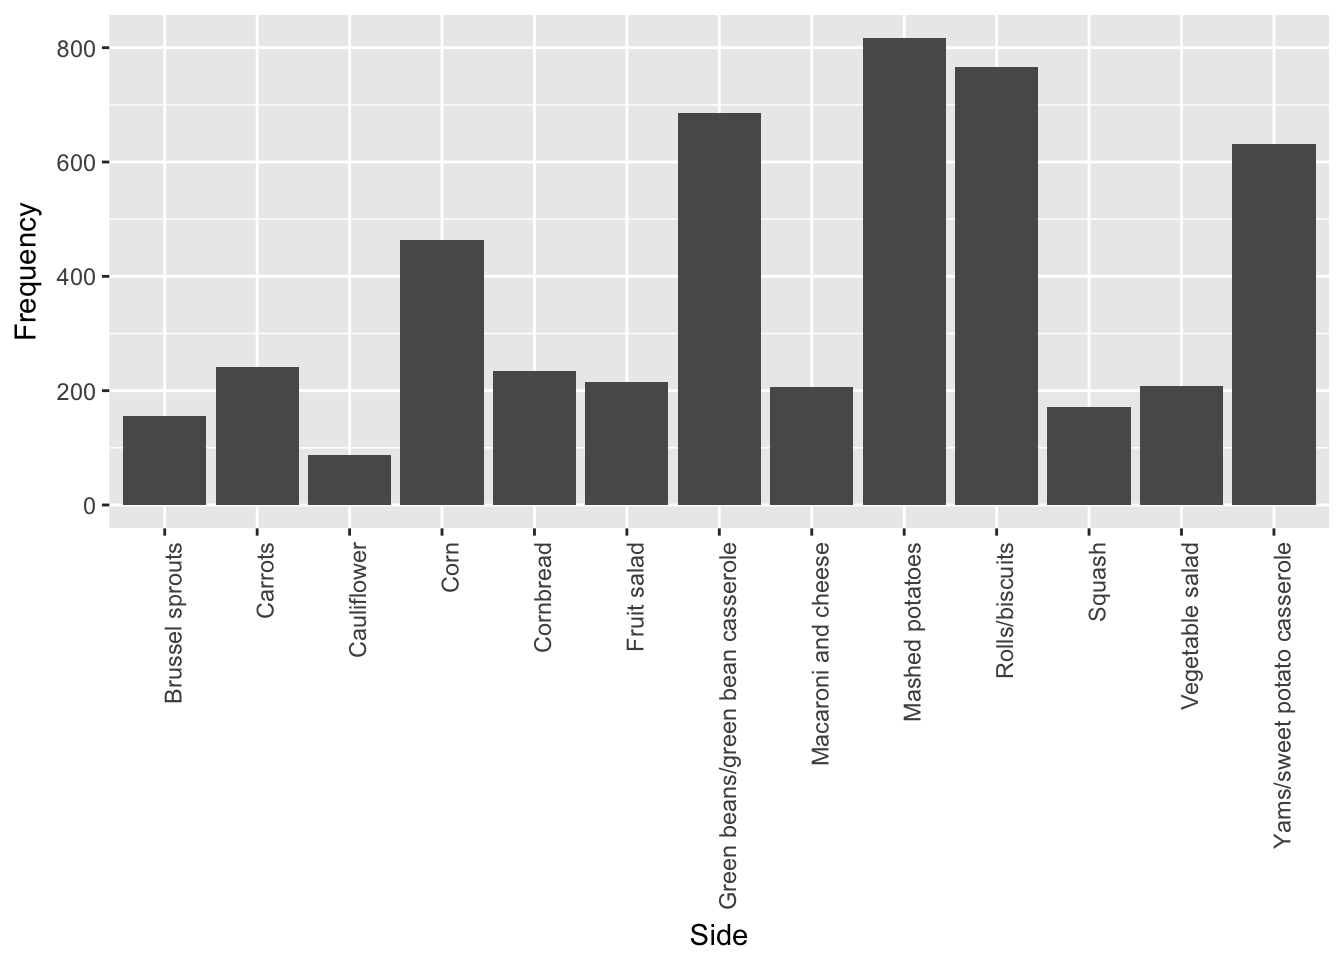 Frequency
800
600
400
200
0
Brussel sprouts
Carrots
Cauliflower
Corn
Cornbread
Fruit salad
Green beans/green bean casserole
Macaroni and cheese
Mashed potatoes
Rolls/biscuits
Squash
Vegetable salad
Yams/sweet potato casserole
Side